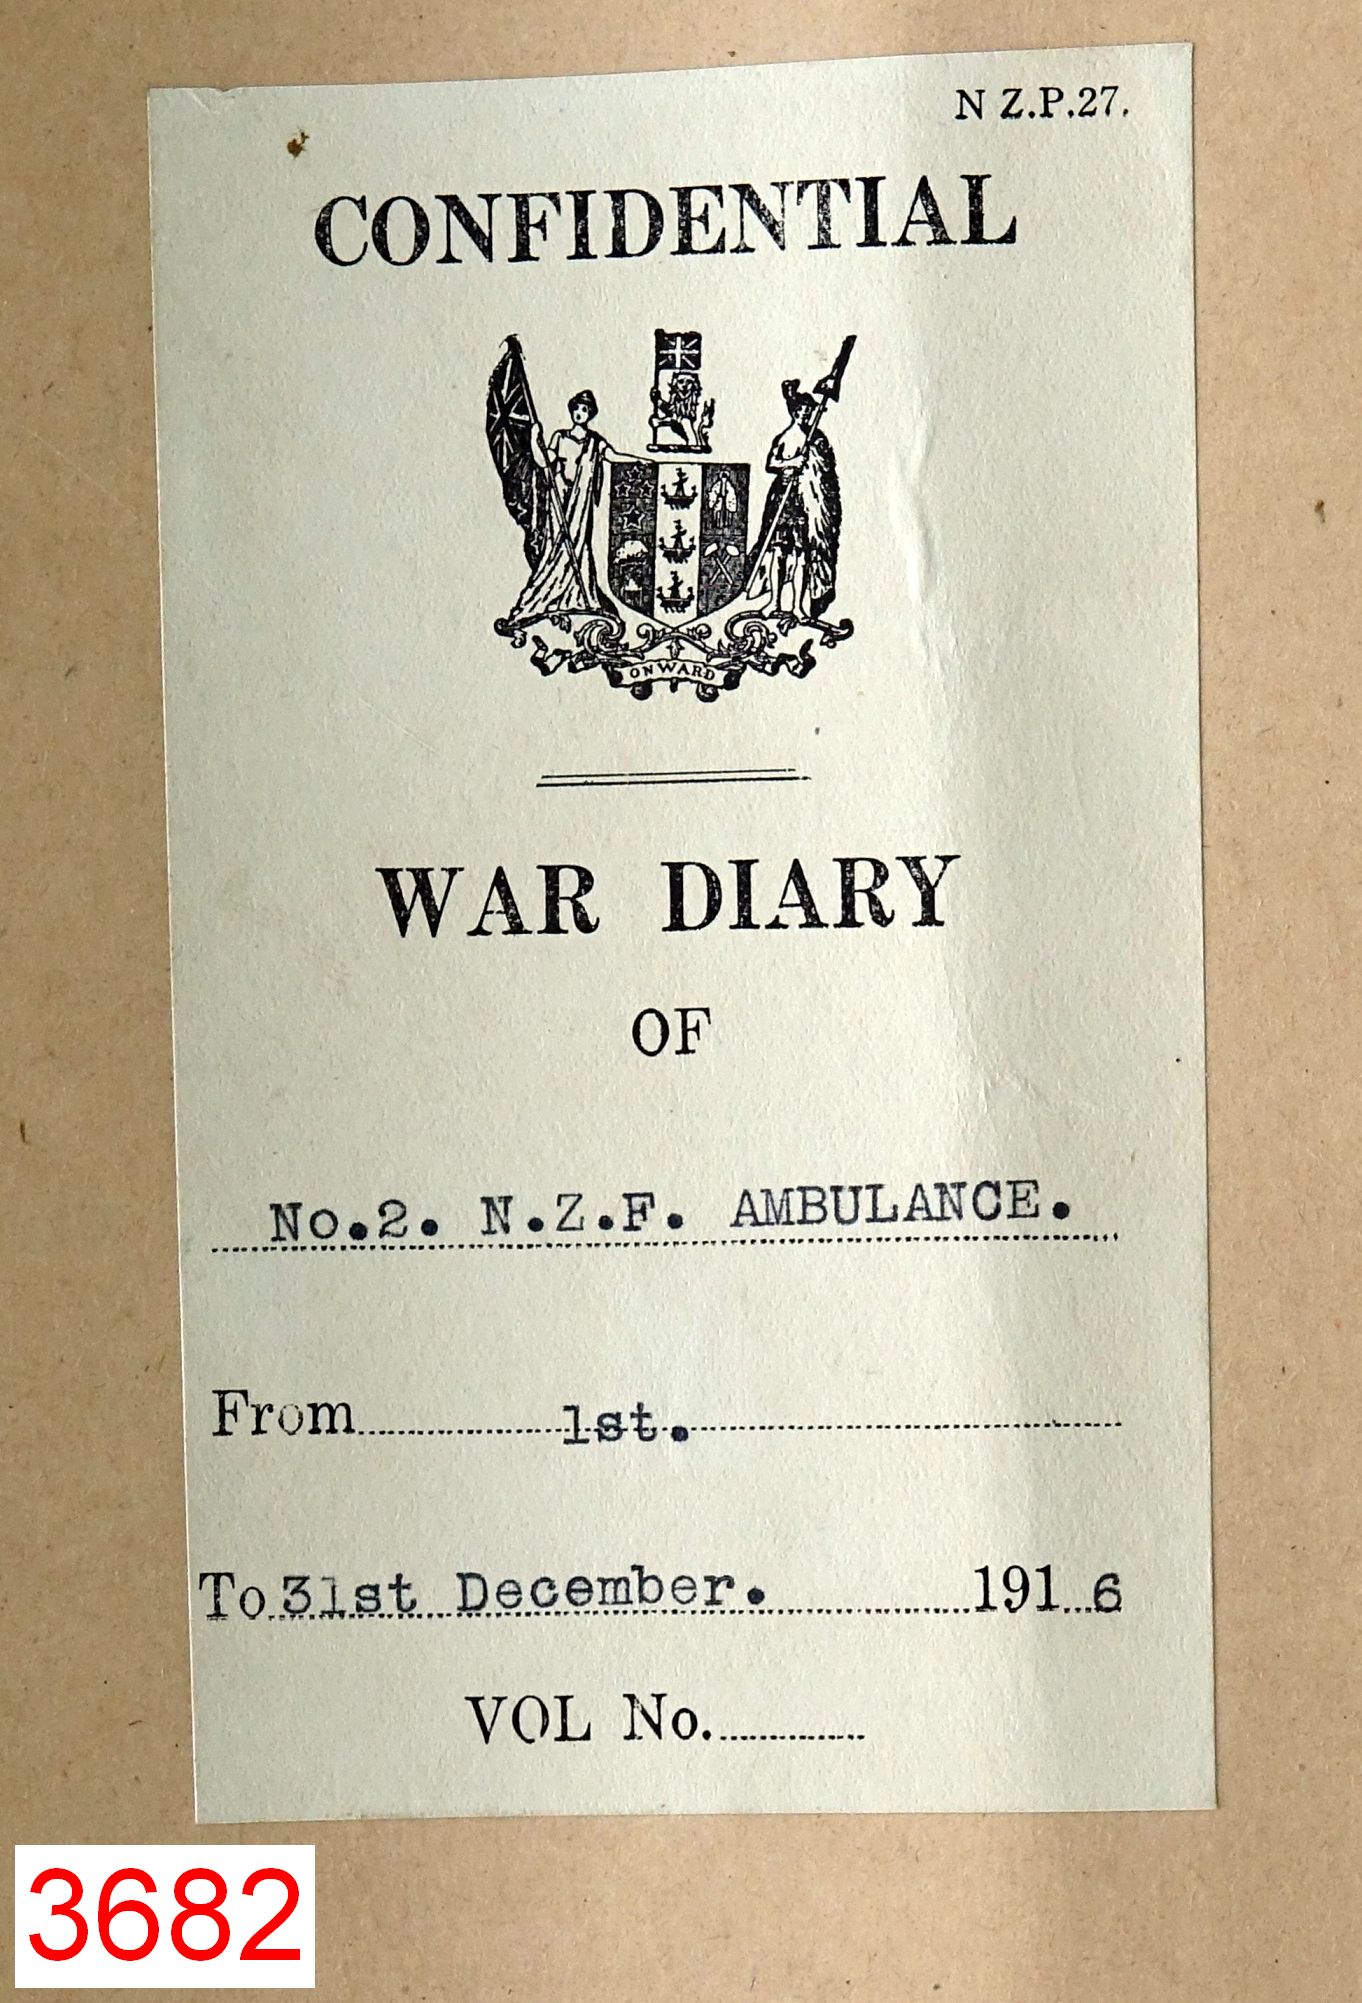 N Z.P.27.
CONFIDENTIAL
ONWARD
WAR DIARY
OF
No.2. N.Z.F. AMBULANCE.
From 1st.
To 31st December. 1916
VOL No.
3682